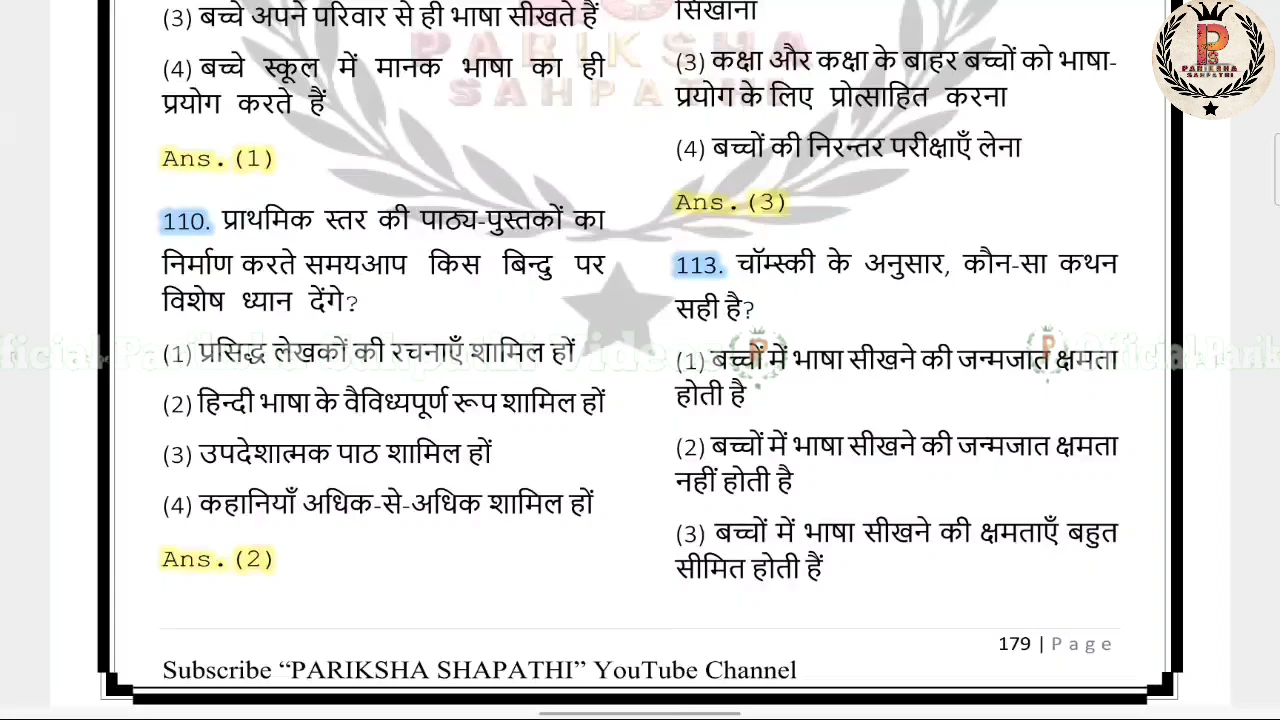 (3) बच्चे अपने परिवार से ही भाषा सीखते हैं
(4) बच्चे स्कूल में मानक भाषा का ही
प्रयोग करते हैं
Ans.(1)
110. प्राथमिक स्तर की पाठ्य-पुस्तकों का
निर्माण करते समयआप किस बिन्दु पर
विशेष ध्यान देंगे?
(1) प्रसिद्ध लेखकों की रचनाएँ शामिल हों
(2) हिन्दी भाषा के वैविध्यपूर्ण रूप शामिल हों
(3) उपदेशात्मक पाठ शामिल हों
(4) कहानियाँ अधिक-से-अधिक शामिल हों
Ans.(2)
सिखाना
(3) कक्षा और कक्षा के बाहर बच्चों को भाषा-
प्रयोग के लिए प्रोत्साहित करना
(4) बच्चों की निरन्तर परीक्षाएँ लेना
Ans.(3)
113. चॉम्स्की के अनुसार, कौन-सा कथन
सही है?
(1) बच्चों में भाषा सीखने की जन्मजात क्षमता
होती है
(2) बच्चों में भाषा सीखने की जन्मजात क्षमता
नहीं होती है
(3) बच्चों में भाषा सीखने की क्षमताएँ बहुत
सीमित होती हैं
179 | Page
Subscribe “PARIKSHA SHAPATHI” YouTube Channel
PARIKSHA
SAHPATHI
PARIKSHA
SAHPATHI